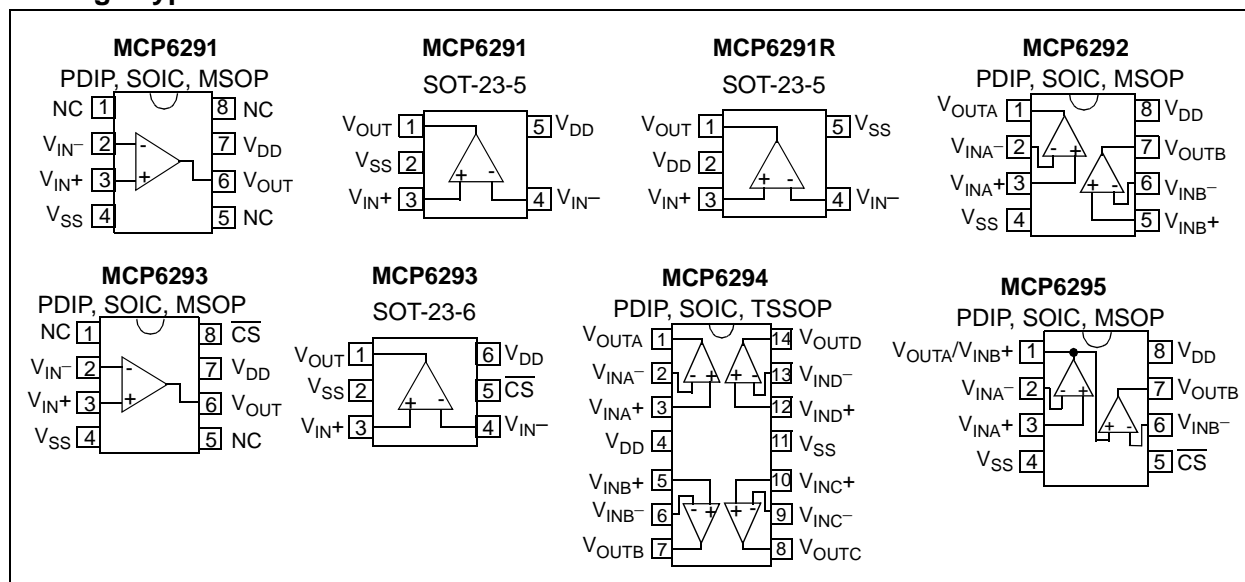 MCP6291
PDIP, SOIC, MSOP
NC 1 8 NC
VIN– 2 7 VDD
VIN+ 3 6 VOUT
VSS 4 5 NC
- +
MCP6291
SOT-23-5
VOUT 1 5 VDD
VSS 2
VIN+ 3 4 VIN–
+ -
MCP6291R
SOT-23-5
VOUT 1 5 VSS
VDD 2
VIN+ 3 4 VIN–
+ -
MCP6292
PDIP, SOIC, MSOP
VOUTA 1 8 VDD
VINA– 2 7 VOUTB
VINA+ 3 6 VINB–
VSS 4 5 VINB+
- + + -
MCP6293
PDIP, SOIC, MSOP
NC 1 8 CS
VIN– 2 7 VDD
VIN+ 3 6 VOUT
VSS 4 5 NC
- +
MCP6293
SOT-23-6
VOUT 1 6 VDD
VSS 2 5 CS
VIN+ 3 4 VIN–
+ -
MCP6294
PDIP, SOIC, TSSOP
VOUTA 1 14 VOUTD
VINA– 2 13 VIND–
VINA+ 3 12 VIND+
VDD 4 11 VSS
VINB+ 5 10 VINC+
VINB– 6 9 VINC–
VOUTB 7 8 VOUTC
- + + -
- + + -
MCP6295
PDIP, SOIC, MSOP
VOUTA/VINB+ 1 8 VDD
VINA– 2 7 VOUTB
VINA+ 3 6 VINB–
VSS 4 5 CS
- + + -